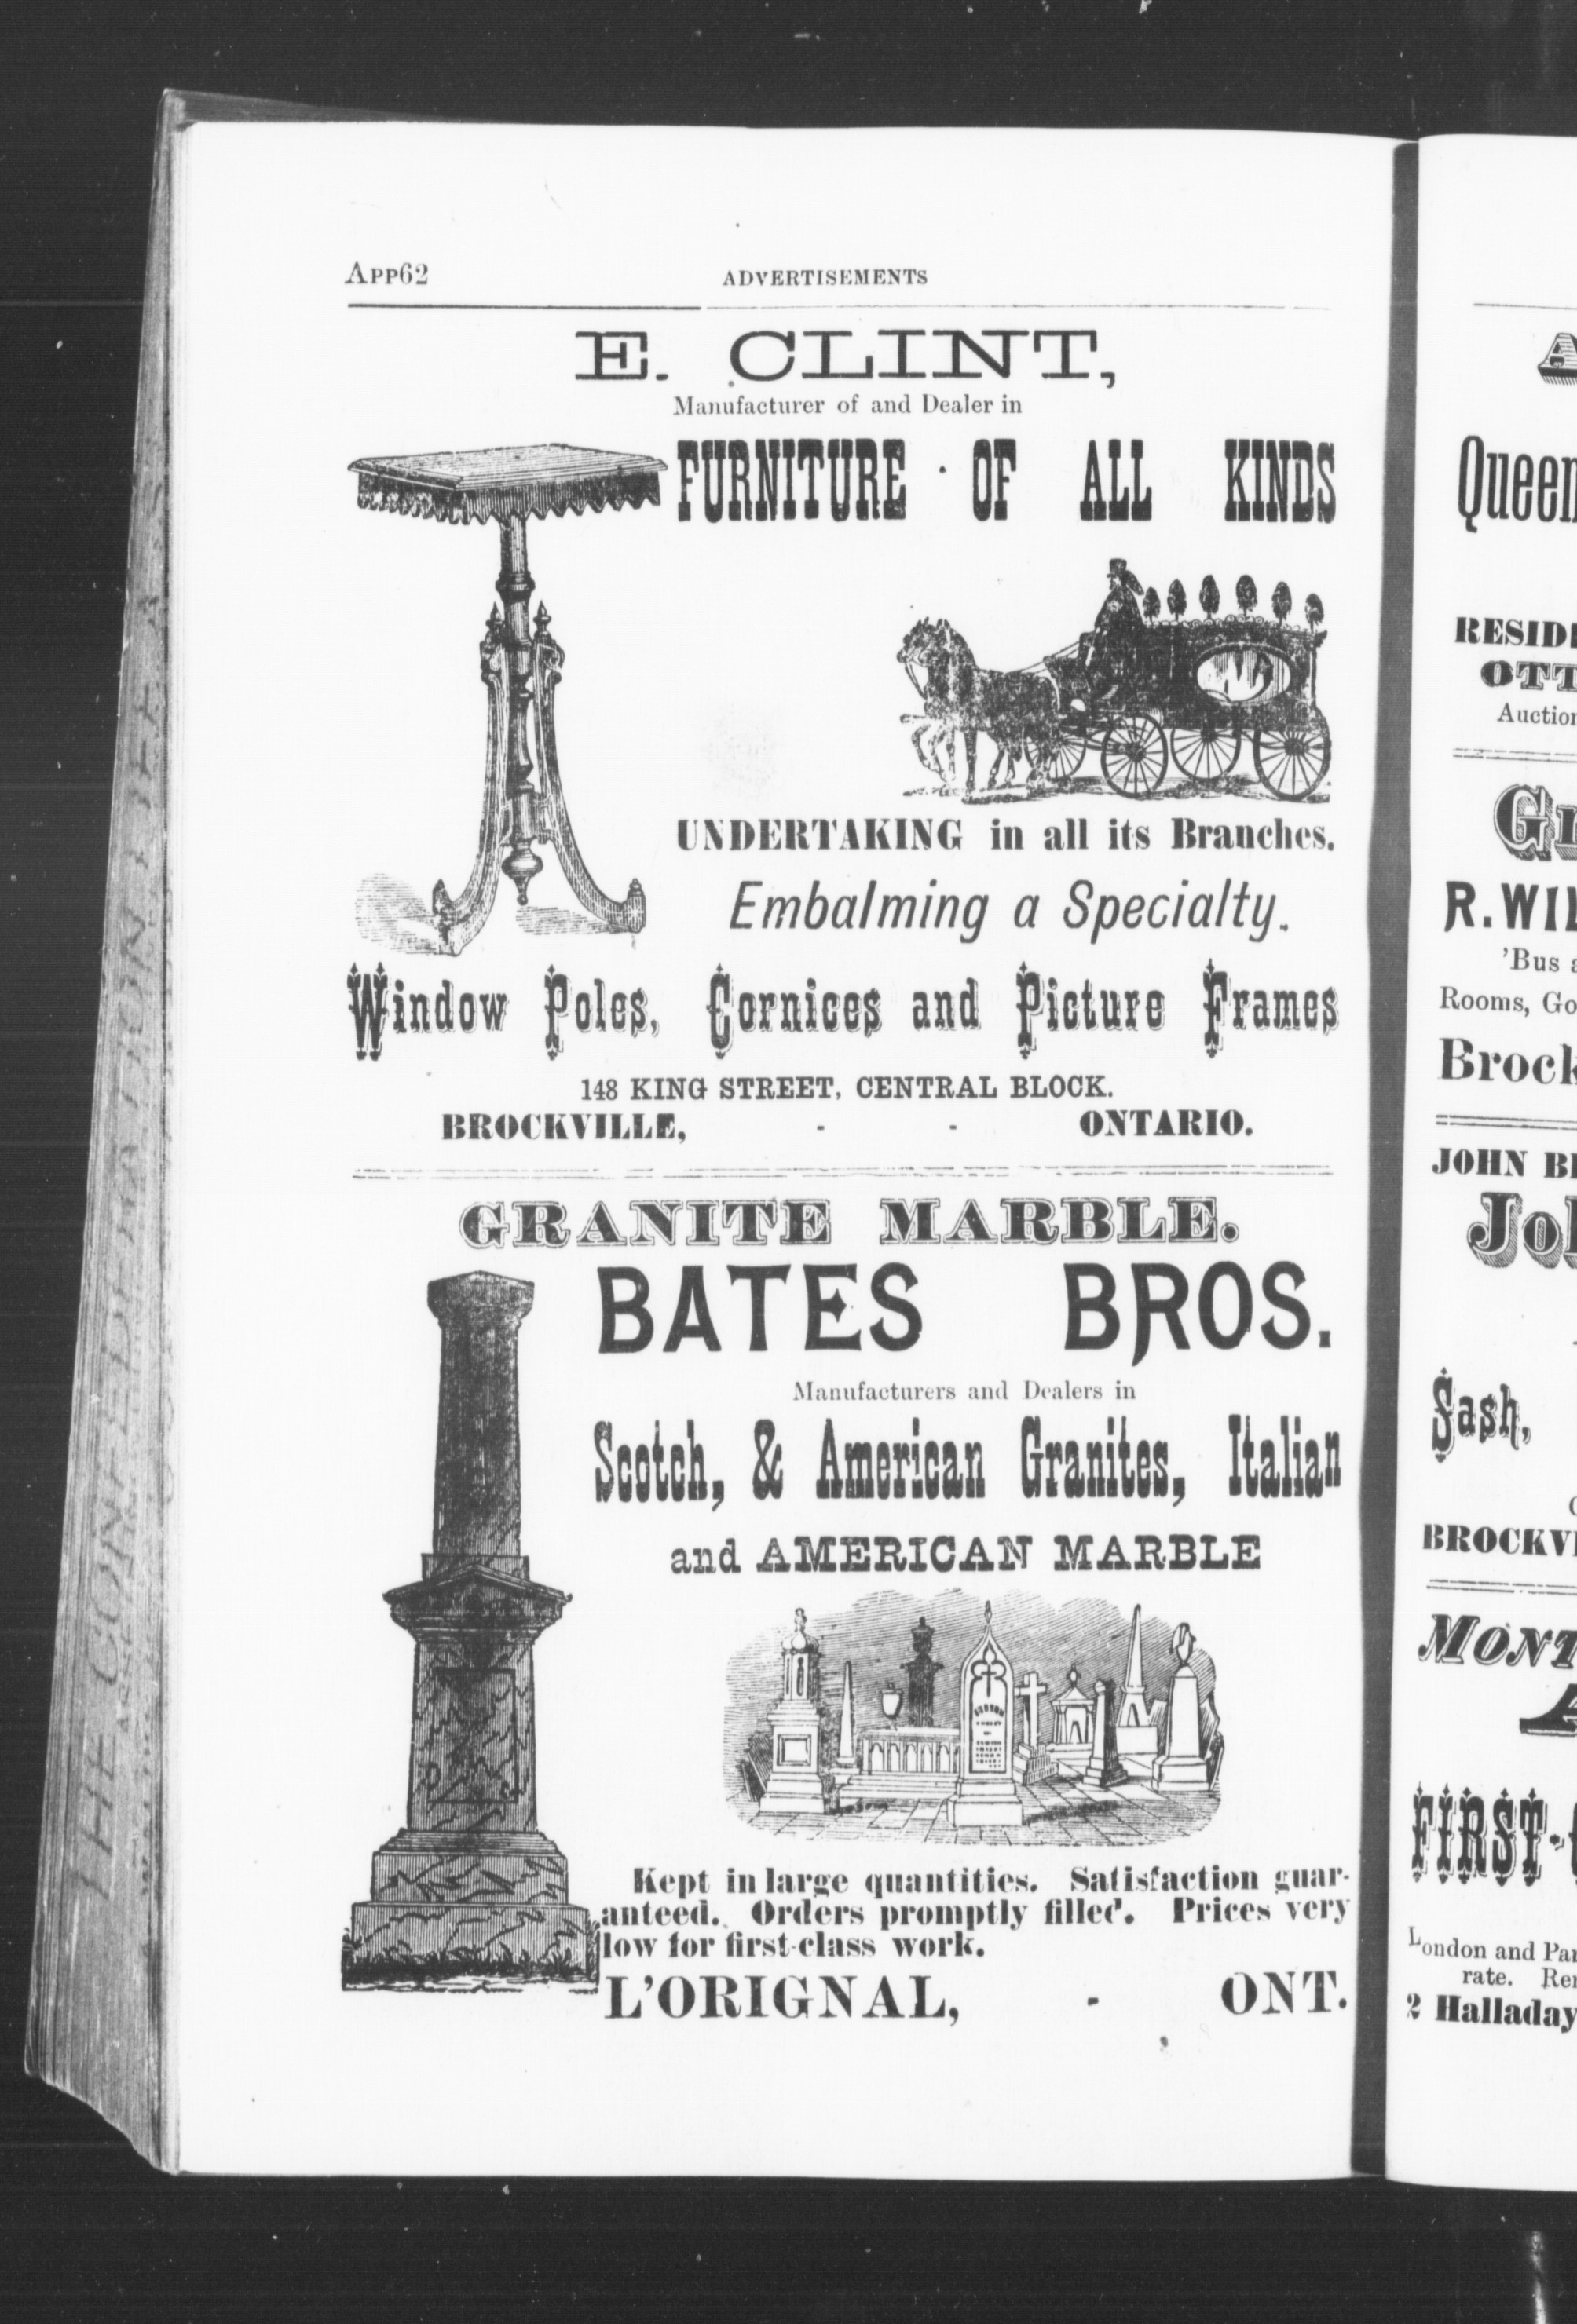 APP62
ADVERTISEMENTS
E. CLINT,
Manufacturer of and Dealer in
FURNITURE OF ALL KINDS
UNDERTAKING in all its Branches.
Embalming a Specialty.
Window Poles, Cornices and Picture Frames
148 KING STREET, CENTRAL BLOCK.
BROCKVILLE, - - ONTARIO.
GRANITE MARBLE.
BATES BROS.
Manufacturers and Dealers in
Scotch, & American Granites, Italian
and AMERICAN MARBLE
Kept in large quantities. Satisfaction guar-
anteed. Orders promptly filled. Prices very
low for first-class work.
L'ORIGNAL, - ONT.
THE CONFEDERATION LIFE
Queen
R. WIL
'Bus
Rooms, Go
Brock
JOHN
Sash,
BROCKV
FIRST-
London and
rate.
2 Halladay